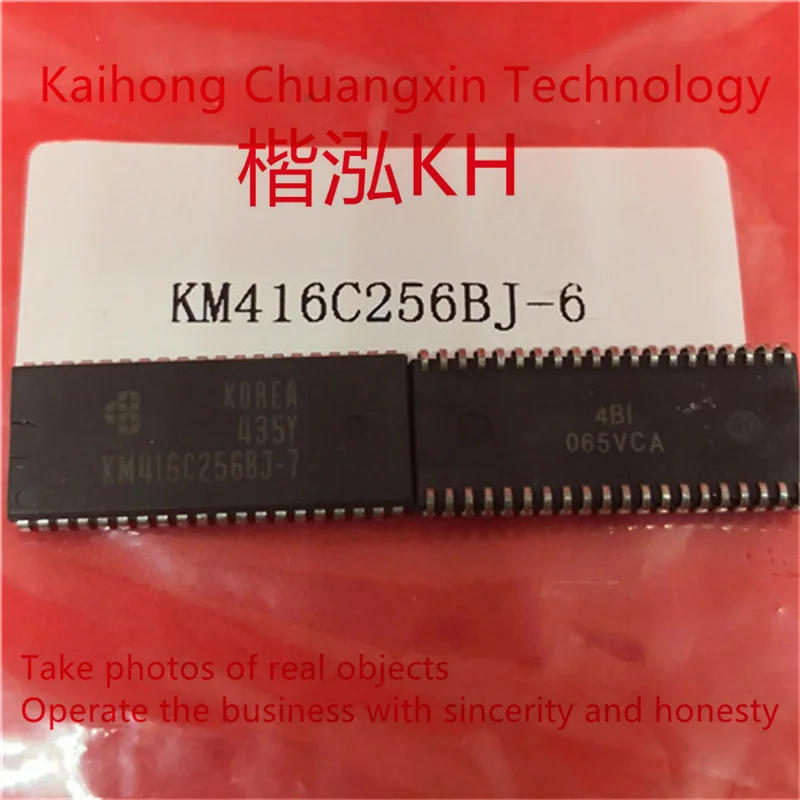 Kaihong Chuangxin Technology
楷泓KH
KM416C256BJ-6
KOREA
435Y
KM416C256BJ-7
4BI
065VCA
Take photos of real objects
Operate the business with sincerity and honesty